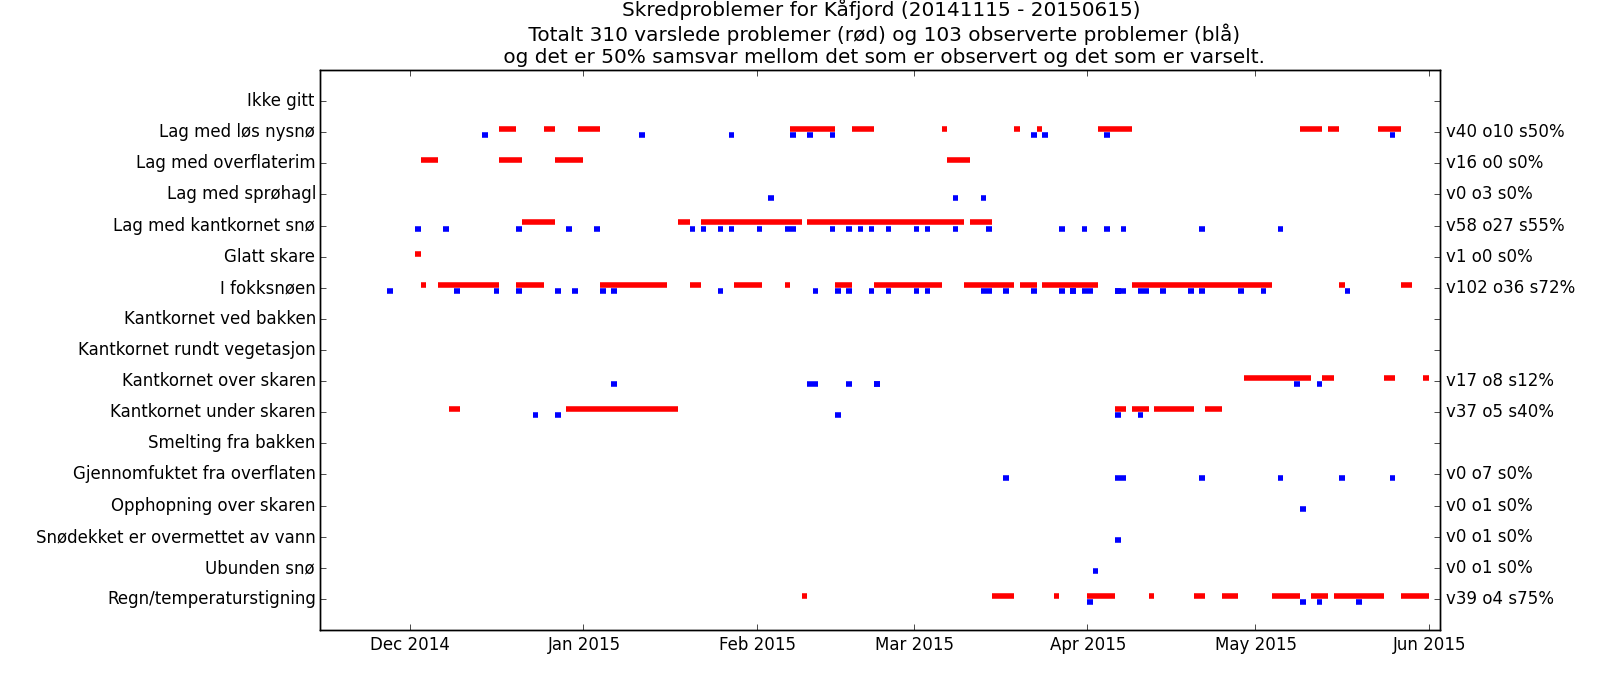 Skredproblemer for Kåfjord (20141115 - 20150615)
Totalt 310 varslede problemer (rød) og 103 observerte problemer (blå)
og det er 50% samsvar mellom det som er observert og det som er varselt.
Ikke gitt
Lag med løs nysnø v40 o10 s50%
Lag med overflaterim v16 o0 s0%
Lag med sprøhagl v0 o3 s0%
Lag med kantkornet snø v58 o27 s55%
Glatt skare v1 o0 s0%
I fokksnøen v102 o36 s72%
Kantkornet ved bakken
Kantkornet rundt vegetasjon
Kantkornet over skaren v17 o8 s12%
Kantkornet under skaren v37 o5 s40%
Smelting fra bakken
Gjennomfuktet fra overflaten v0 o7 s0%
Opphopning over skaren v0 o1 s0%
Snødekket er overmettet av vann v0 o1 s0%
Ubunden snø v0 o1 s0%
Regn/temperaturstigning v39 o4 s75%
Dec 2014 Jan 2015 Feb 2015 Mar 2015 Apr 2015 May 2015 Jun 2015